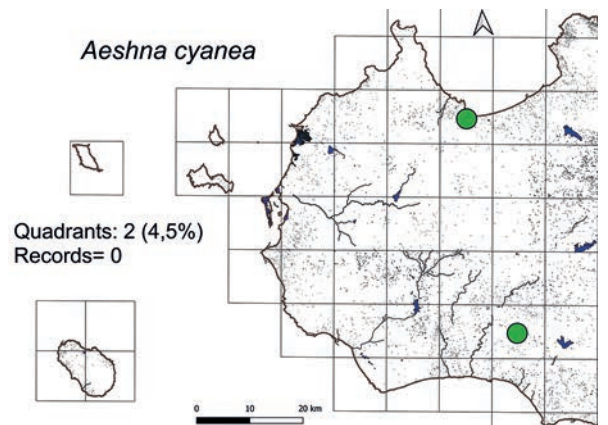 Aeshna cyanea
Quadrants: 2 (4,5%)
Records= 0
0 10 20 km